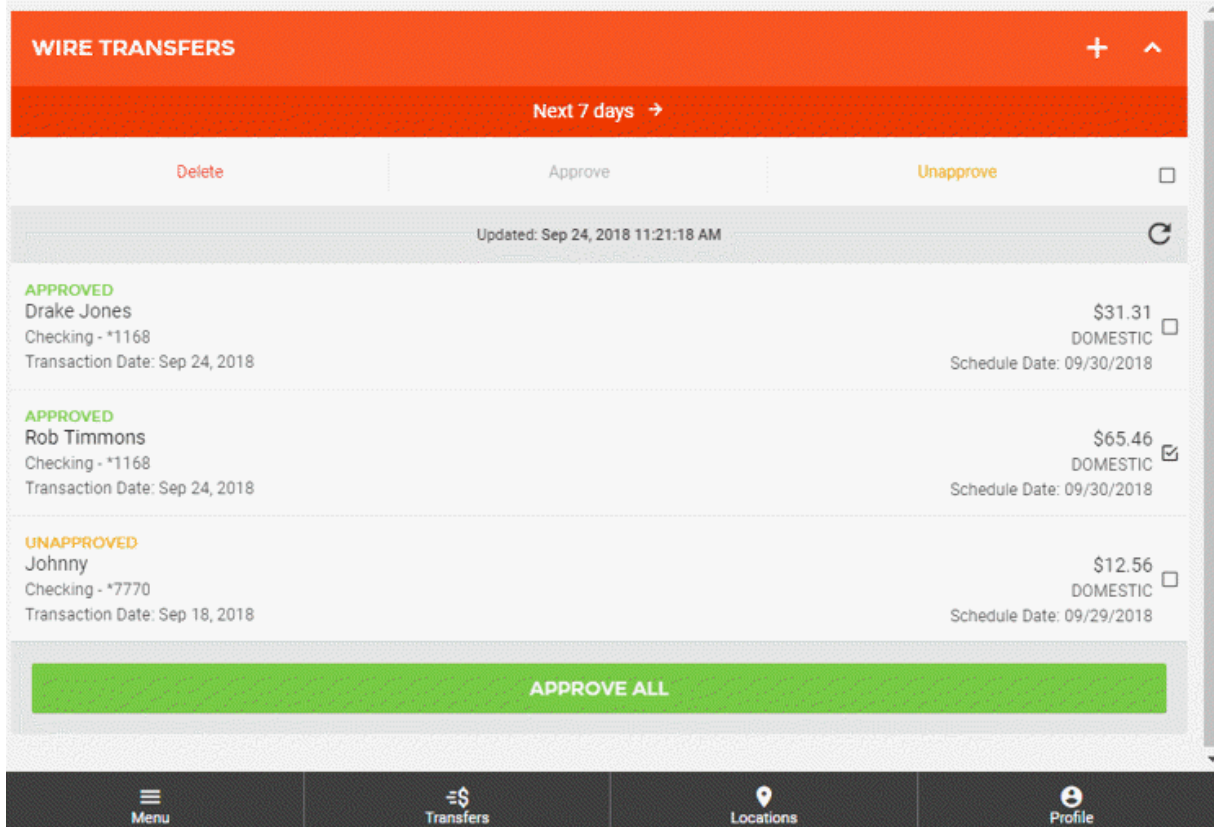 WIRE TRANSFERS
Next 7 days
Delete Approve Unapprove
Updated: Sep 24, 2018 11:21:18 AM
APPROVED
Drake Jones
$31.31
Checking - *1168
DOMESTIC
Transaction Date: Sep 24, 2018
Schedule Date: 09/30/2018
APPROVED
Rob Timmons
$65.46
Checking - *1168
DOMESTIC
Transaction Date: Sep 24, 2018
Schedule Date: 09/30/2018
UNAPPROVED
Johnny
$12.56
Checking - *7770
DOMESTIC
Transaction Date: Sep 18, 2018
Schedule Date: 09/29/2018
APPROVE ALL
Menu Transfers Locations Profile